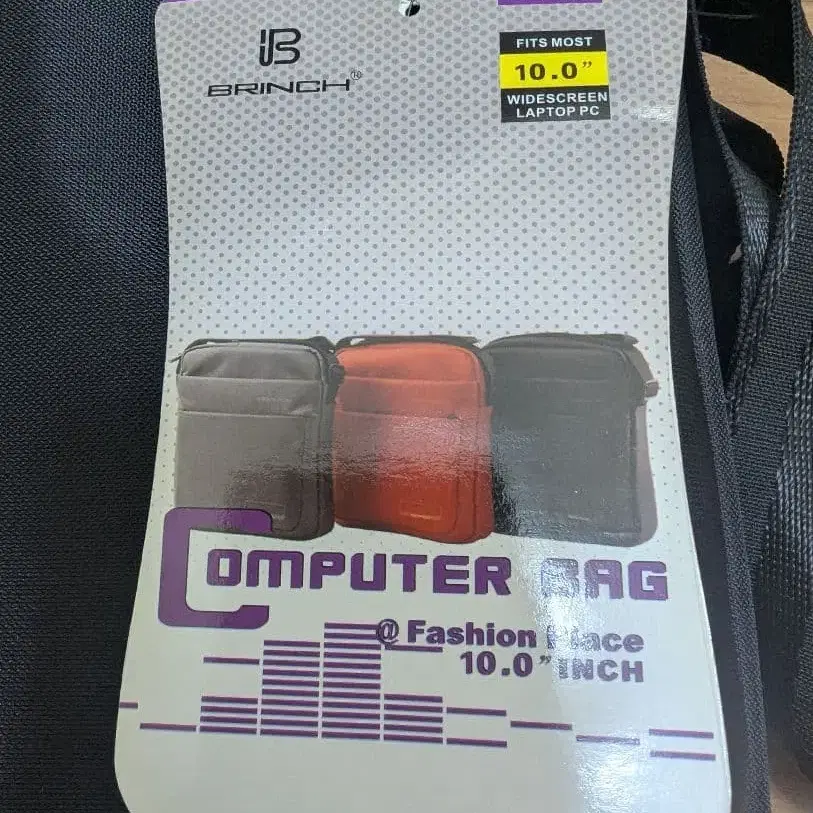 BRINCH
FITS MOST
10.0"
WIDESCREEN
LAPTOP PC
COMPUTER BAG
@ Fashion Place
10.0"INCH